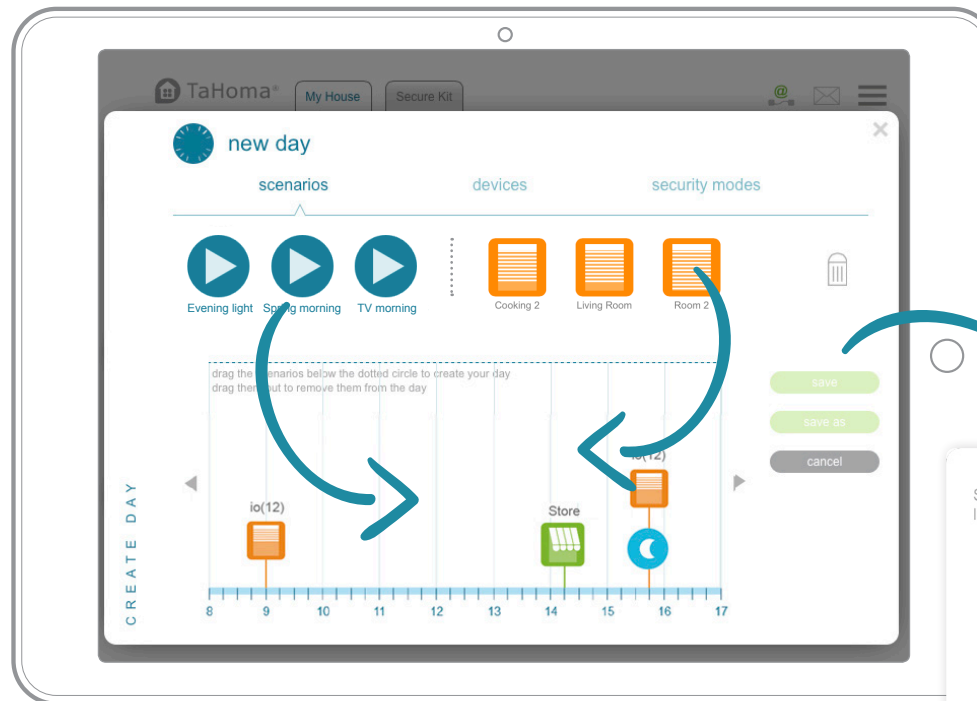 TaHoma®
My House
Secure Kit
@
new day
scenarios
devices
security modes
Evening light
Spring morning
TV morning
Cooking 2
Living Room
Room 2
drag the scenarios below the dotted circle to create your day
drag them out to remove them from the day
save
save as
cancel
CREATE DAY
io(12)
Store
io(12)
8 9 10 11 12 13 14 15 16 17